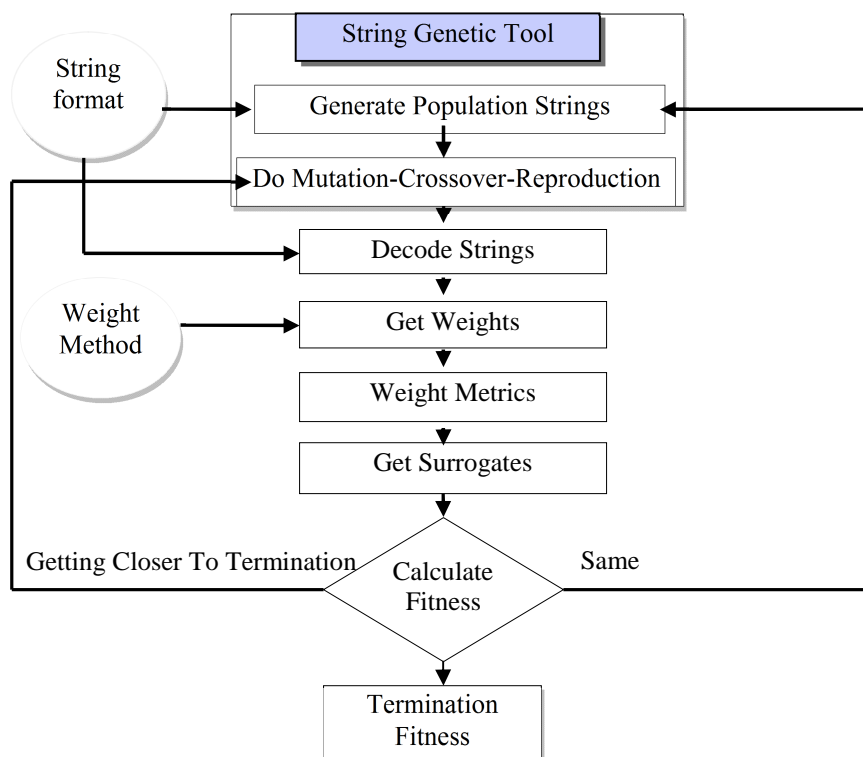 String Genetic Tool
String
format
Generate Population Strings
Do Mutation-Crossover-Reproduction
Decode Strings
Weight
Method
Get Weights
Weight Metrics
Get Surrogates
Getting Closer To Termination
Calculate
Fitness
Same
Termination
Fitness